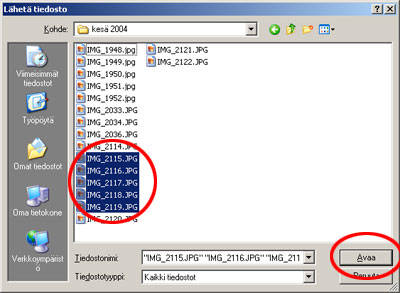 Lähetä tiedosto
Kohde: kesä 2004
Viimeisimmät
tiedostot
Työpöytä
Omat tiedostot
Oma tietokone
Verkkoympärist
ö
IMG_1948.jpg
IMG_1949.jpg
IMG_1950.jpg
IMG_1951.jpg
IMG_1952.jpg
IMG_2033.JPG
IMG_2034.JPG
IMG_2036.JPG
IMG_2114.JPG
IMG_2115.JPG
IMG_2116.JPG
IMG_2117.JPG
IMG_2118.JPG
IMG_2119.JPG
IMG_2120.JPG
IMG_2121.JPG
IMG_2122.JPG
Tiedostonimi: "IMG_2115.JPG" "IMG_2116.JPG" "IMG_211
Avaa
Tiedostotyyppi: Kaikki tiedostot
Peruuta